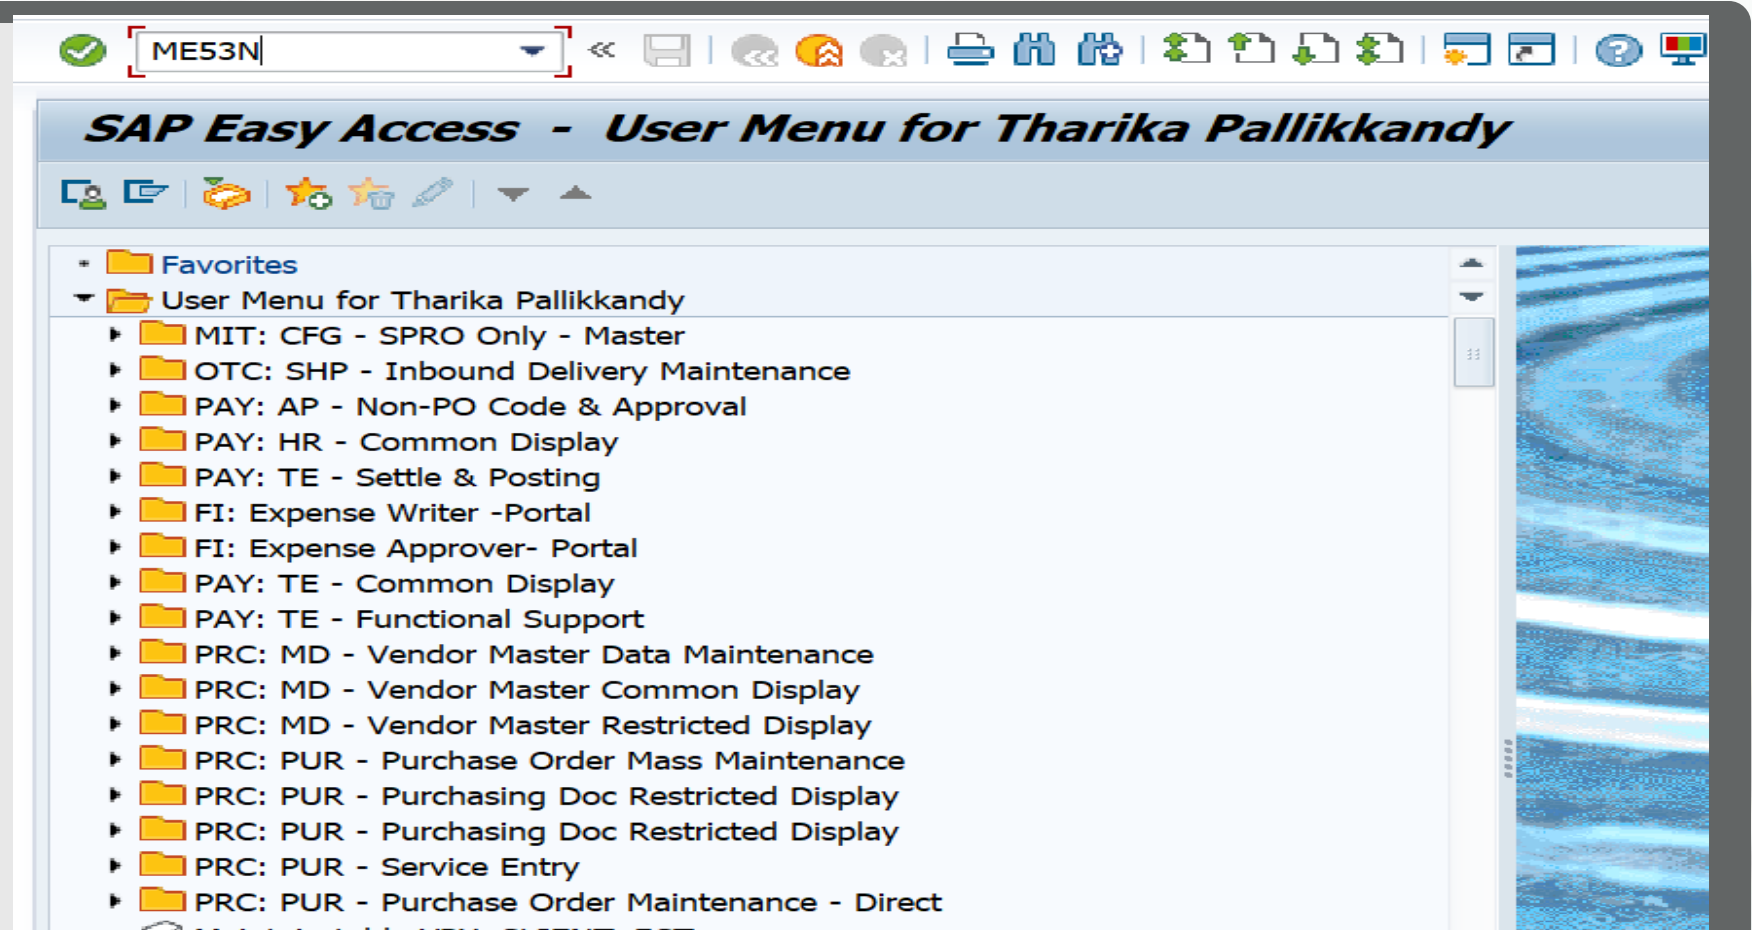 ME53N
SAP Easy Access - User Menu for Tharika Pallikkandy
Favorites
User Menu for Tharika Pallikkandy
MIT: CFG - SPRO Only - Master
OTC: SHP - Inbound Delivery Maintenance
PAY: AP - Non-PO Code & Approval
PAY: HR - Common Display
PAY: TE - Settle & Posting
FI: Expense Writer -Portal
FI: Expense Approver- Portal
PAY: TE - Common Display
PAY: TE - Functional Support
PRC: MD - Vendor Master Data Maintenance
PRC: MD - Vendor Master Common Display
PRC: MD - Vendor Master Restricted Display
PRC: PUR - Purchase Order Mass Maintenance
PRC: PUR - Purchasing Doc Restricted Display
PRC: PUR - Purchasing Doc Restricted Display
PRC: PUR - Service Entry
PRC: PUR - Purchase Order Maintenance - Direct